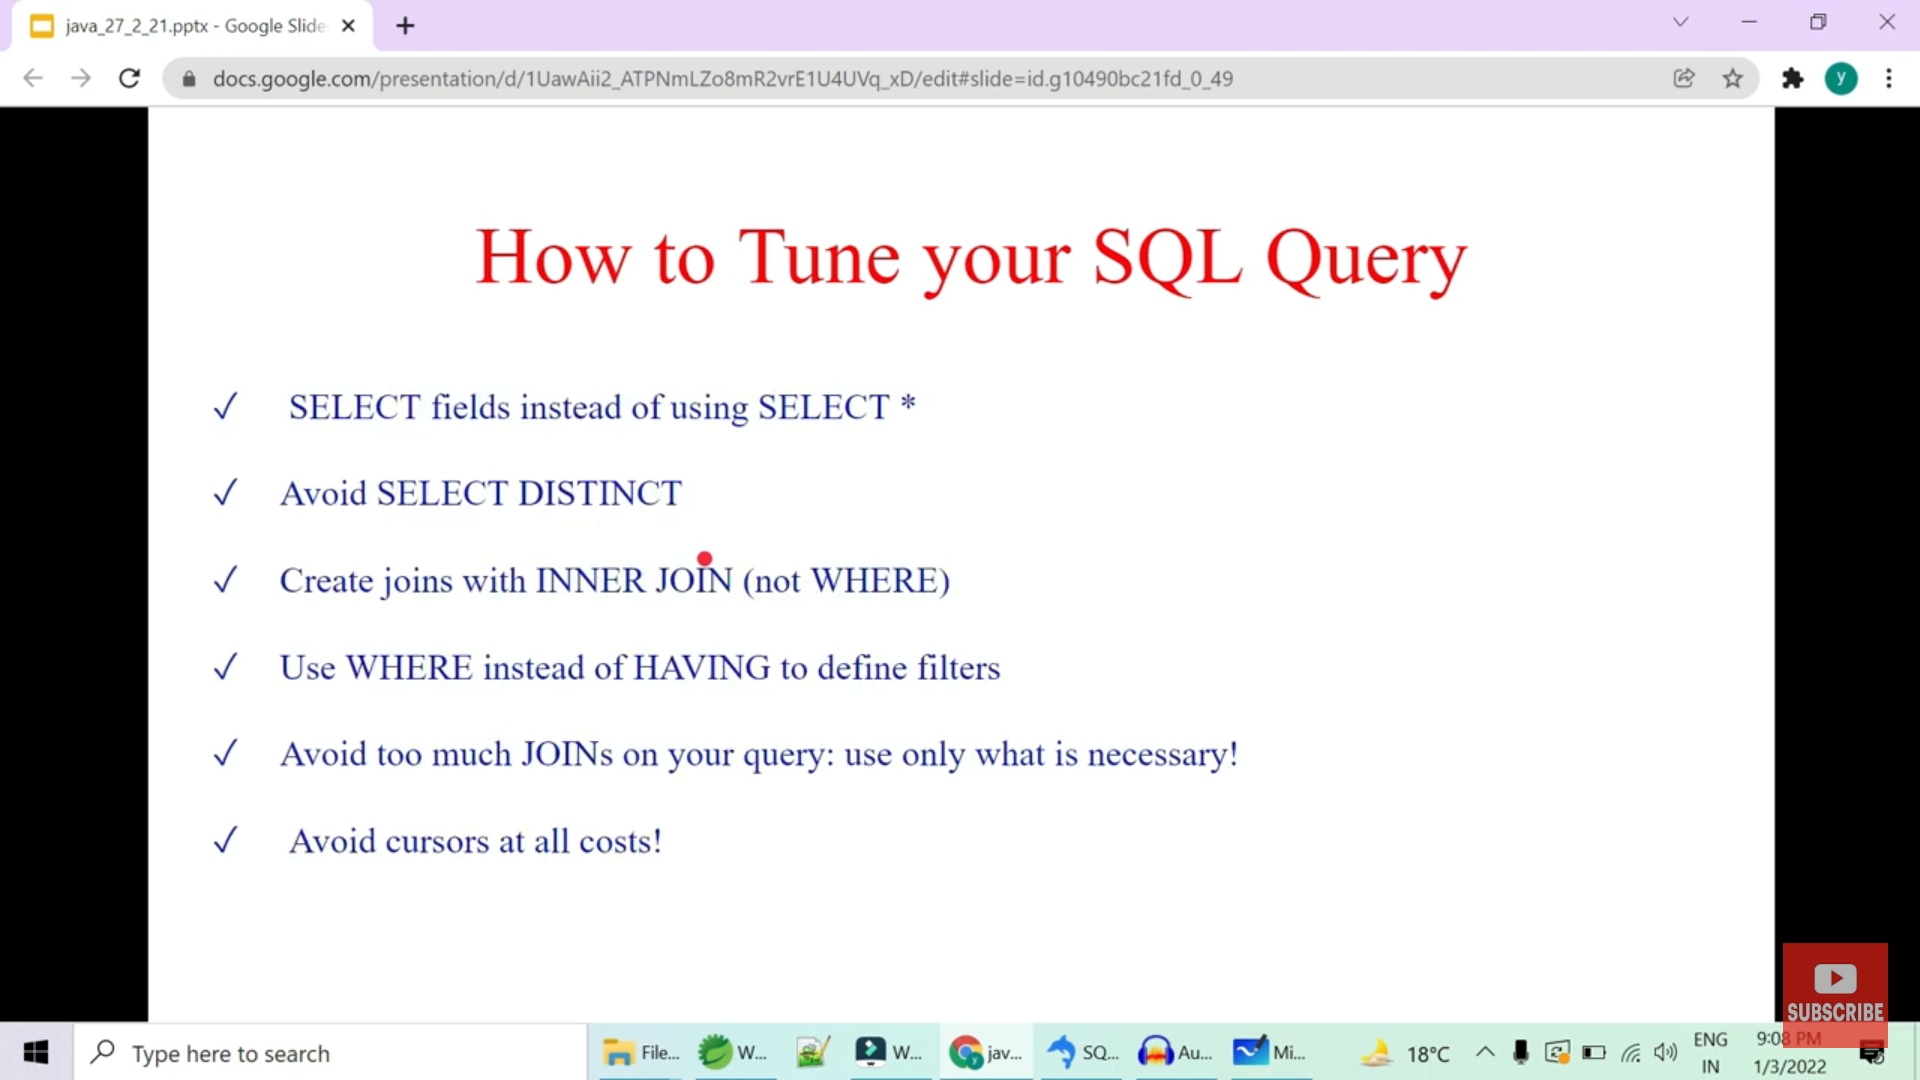 java_27_2_21.pptx - Google Slide
docs.google.com/presentation/d/1UawAii2_ATPNmLZo8mR2vrE1U4UVq_xD/edit#slide=id.g10490bc21fd_0_49
y
How to Tune your SQL Query
✓ SELECT fields instead of using SELECT *
✓ Avoid SELECT DISTINCT
✓ Create joins with INNER JOIN (not WHERE)
✓ Use WHERE instead of HAVING to define filters
✓ Avoid too much JOINs on your query: use only what is necessary!
✓ Avoid cursors at all costs!
SUBSCRIBE
Type here to search
File...
W...
W...
jav...
SQ...
Au...
Mi...
18°C
ENG
IN
9:08 PM
1/3/2022